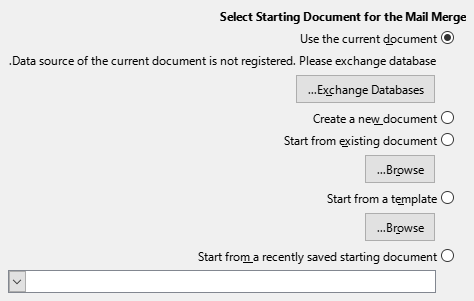 Select Starting Document for the Mail Merge
Use the current document
.Data source of the current document is not registered. Please exchange database
...Exchange Databases
Create a new document
Start from existing document
...Browse
Start from a template
...Browse
Start from a recently saved starting document